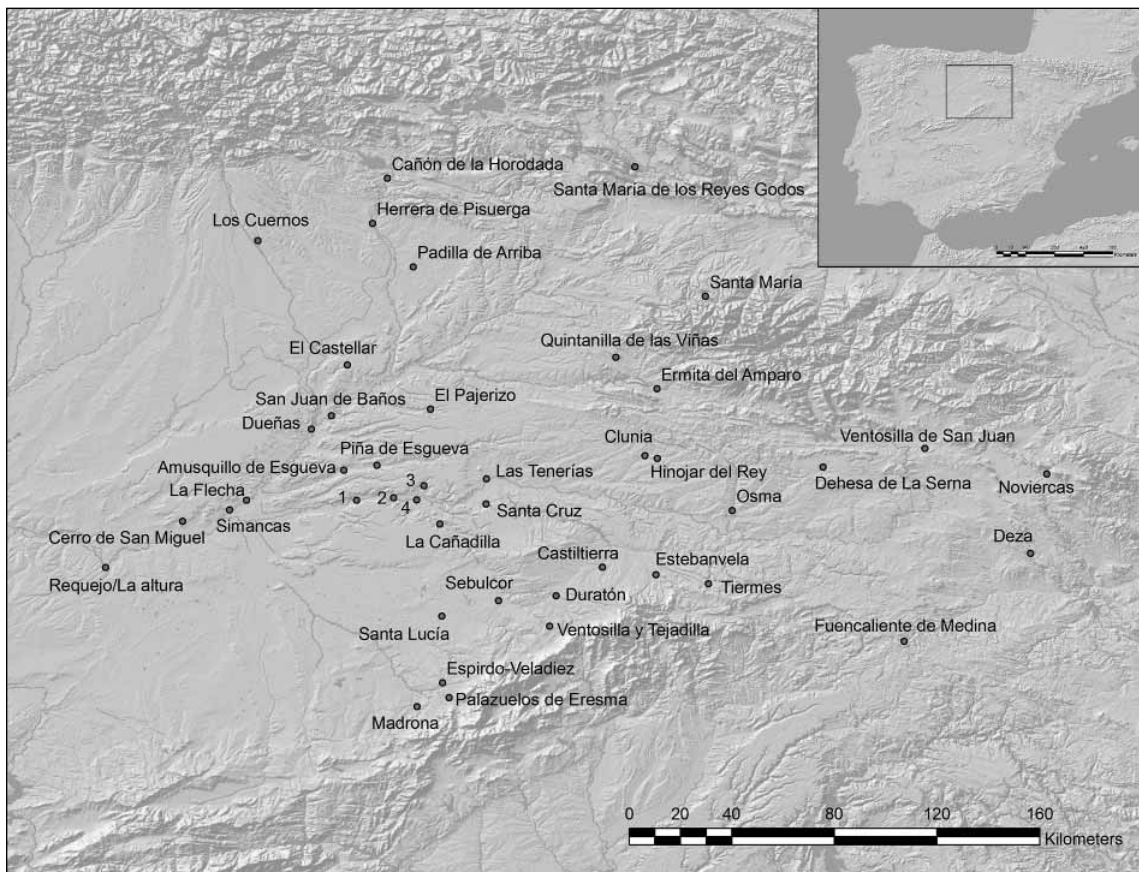 Cañón de la Horodada
Santa María de los Reyes Godos
Herrera de Pisuerga
Los Cuernos
Padilla de Arriba
Santa María
Quintanilla de las Viñas
El Castellar
Ermita del Amparo
San Juan de Baños
El Pajerizo
Dueñas
Clunia
Ventosilla de San Juan
Piña de Esgueva
Amusquillo de Esgueva
Hinojar del Rey
Las Tenerías
Dehesa de La Serna
Noviercas
La Flecha
3
1
2
4
Osma
Simancas
Santa Cruz
Cerro de San Miguel
La Cañadilla
Deza
Castiltierra
Estebanvela
Requejo/La altura
Sebulcor
Duratón
Tiermes
Santa Lucía
Ventosilla y Tejadilla
Fuencaliente de Medina
Espirdo-Veladiez
Palazuelos de Eresma
Madrona
0 20 40 80 120 160
Kilometers